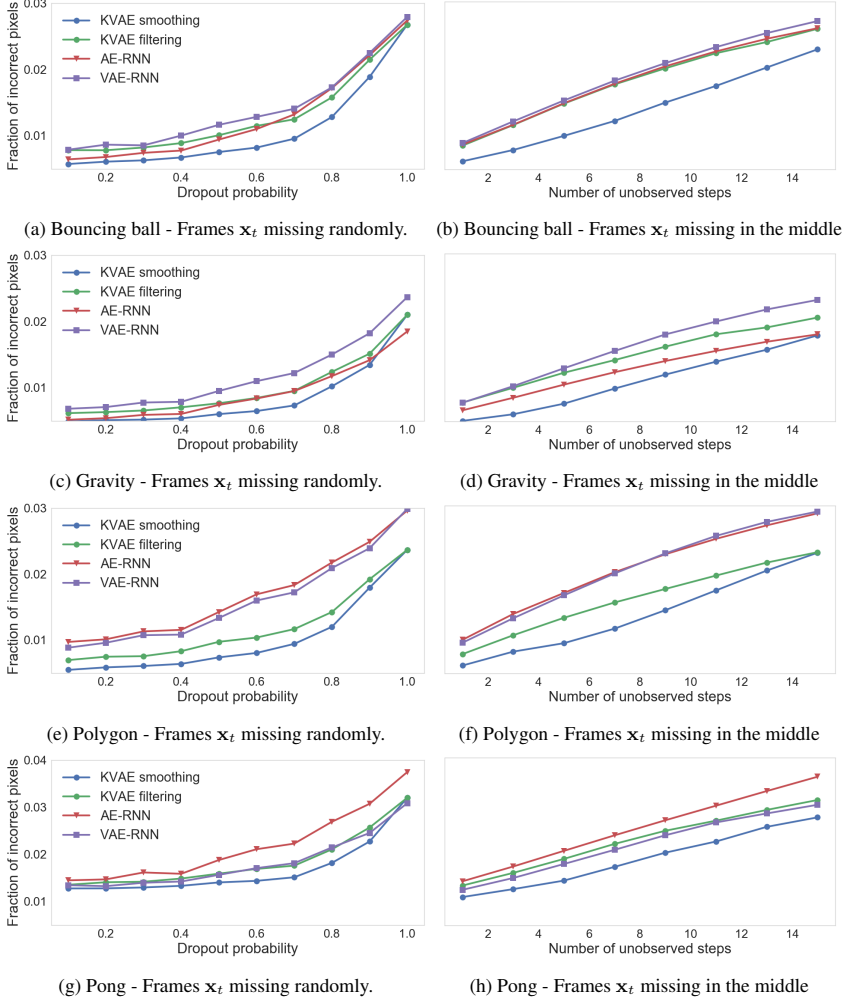 0.03
0.02
0.01
Fraction of incorrect pixels
KVAE smoothing
KVAE filtering
AE-RNN
VAE-RNN
0.2 0.4 0.6 0.8 1.0
Dropout probability
2 4 6 8 10 12 14
Number of unobserved steps
(a) Bouncing ball - Frames x_t missing randomly.
(b) Bouncing ball - Frames x_t missing in the middle
0.03
0.02
0.01
Fraction of incorrect pixels
KVAE smoothing
KVAE filtering
AE-RNN
VAE-RNN
0.2 0.4 0.6 0.8 1.0
Dropout probability
2 4 6 8 10 12 14
Number of unobserved steps
(c) Gravity - Frames x_t missing randomly.
(d) Gravity - Frames x_t missing in the middle
0.03
0.02
0.01
Fraction of incorrect pixels
KVAE smoothing
KVAE filtering
AE-RNN
VAE-RNN
0.2 0.4 0.6 0.8 1.0
Dropout probability
2 4 6 8 10 12 14
Number of unobserved steps
(e) Polygon - Frames x_t missing randomly.
(f) Polygon - Frames x_t missing in the middle
0.04
0.03
0.02
0.01
Fraction of incorrect pixels
KVAE smoothing
KVAE filtering
AE-RNN
VAE-RNN
0.2 0.4 0.6 0.8 1.0
Dropout probability
2 4 6 8 10 12 14
Number of unobserved steps
(g) Pong - Frames x_t missing randomly.
(h) Pong - Frames x_t missing in the middle